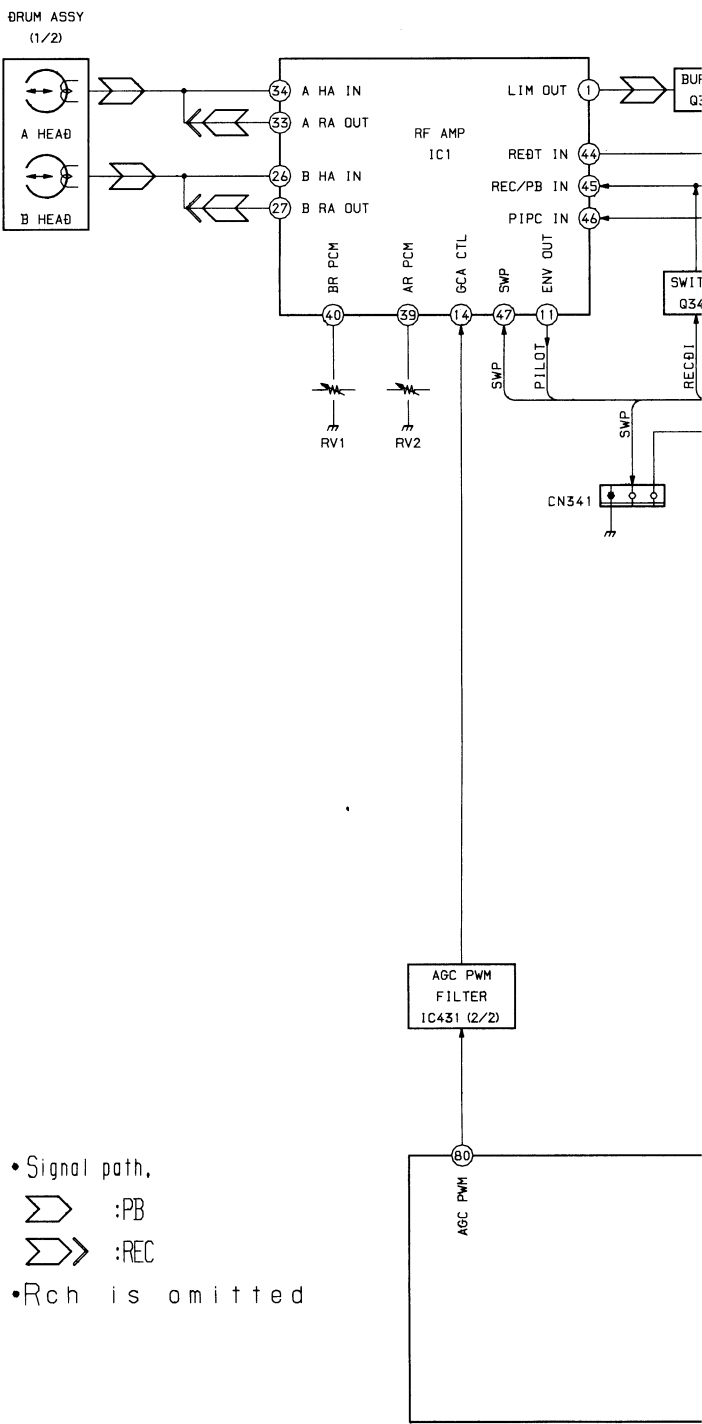 DRUM ASSY
(1/2)
A HEAD
B HEAD
34 A HA IN
33 A RA OUT
26 B HA IN
27 B RA OUT
RF AMP
IC1
LIM OUT 1
REDT IN 44
REC/PB IN 45
PIPC IN 46
BR PCM
AR PCM
GCA CTL
SWP
ENV OUT
40
39
14
47
11
SWP
PILOT
SWP
RECDI
RV1
RV2
CN341
AGC PWM
FILTER
IC431 (2/2)
80
AGC PWM
•Signal path.
:PB
:REC
•Rch is omitted